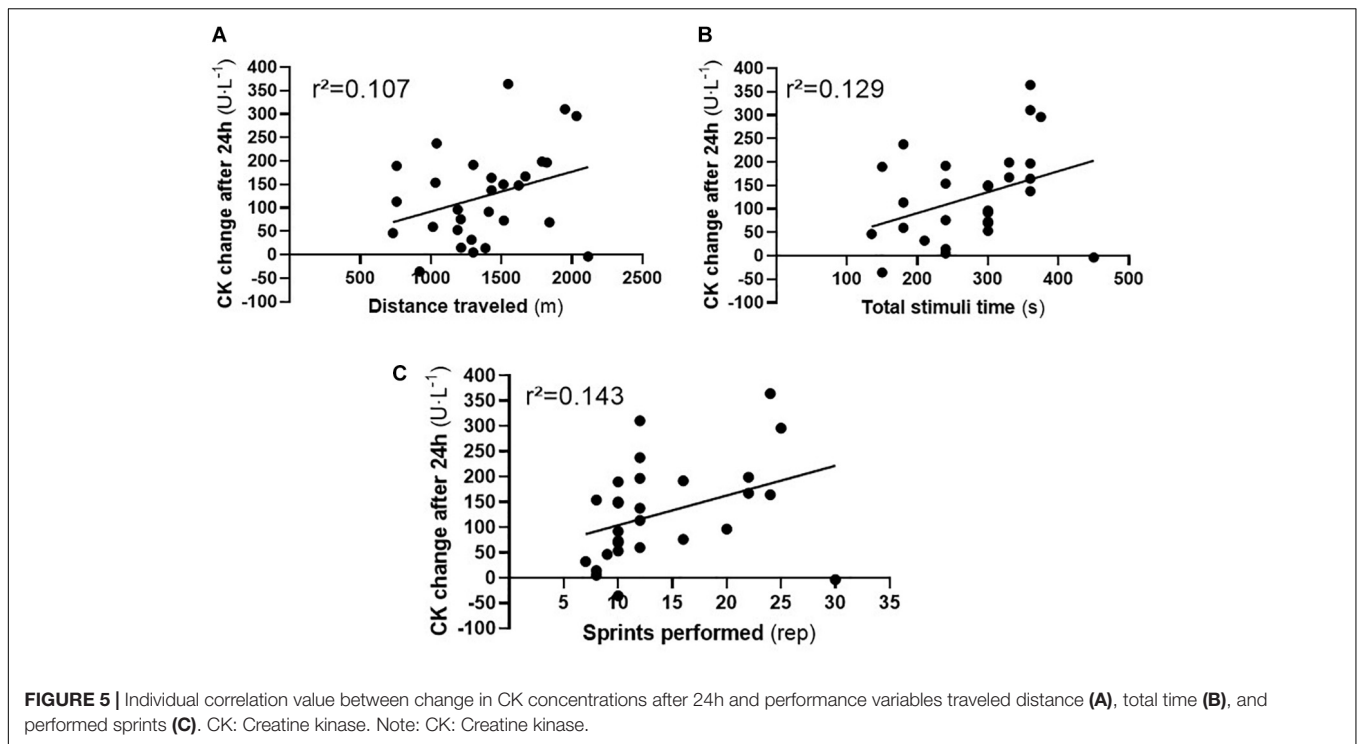 A
CK change after 24h (U·L⁻¹)
400
350
300
250
200
150
100
50
0
-50
-100
r²=0.107
500 1000 1500 2000 2500
Distance traveled (m)
B
CK change after 24h (U·L⁻¹)
400
350
300
250
200
150
100
50
0
-50
-100
r²=0.129
100 200 300 400 500
Total stimuli time (s)
C
CK change after 24h (U·L⁻¹)
400
350
300
250
200
150
100
50
0
-50
-100
r²=0.143
5 10 15 20 25 30 35
Sprints performed (rep)
FIGURE 5 | Individual correlation value between change in CK concentrations after 24h and performance variables traveled distance (A), total time (B), and
performed sprints (C). CK: Creatine kinase. Note: CK: Creatine kinase.